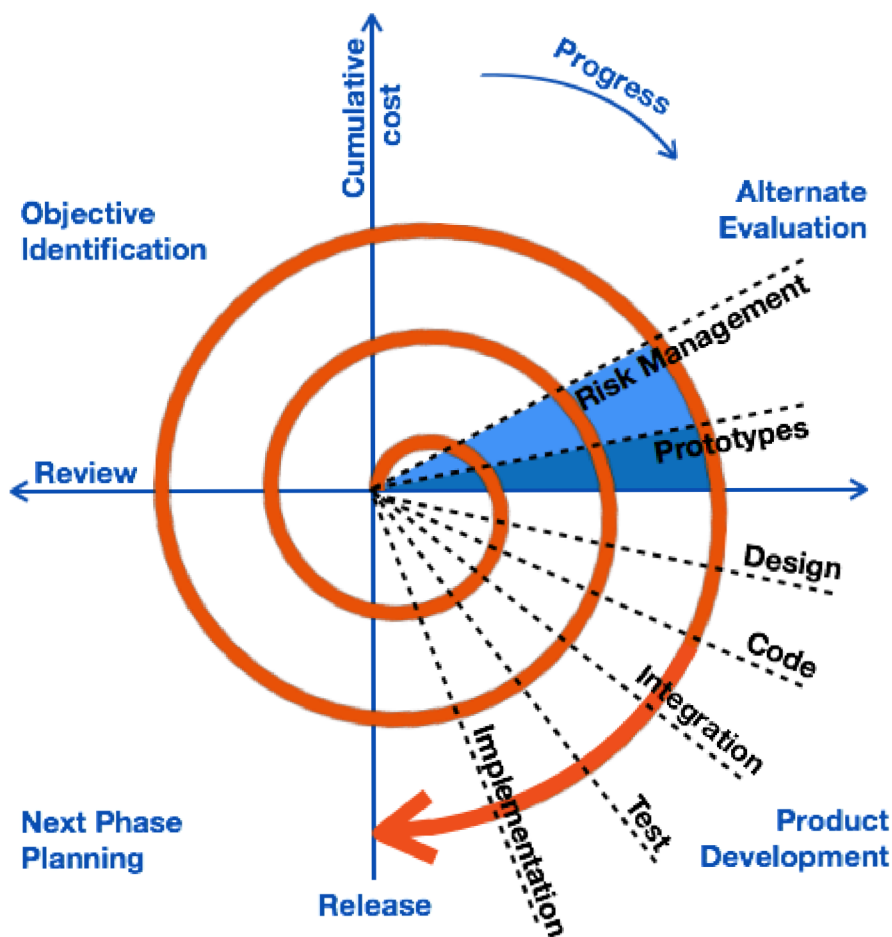 Cumulative
cost
Progress
Objective
Identification
Alternate
Evaluation
Risk Management
Prototypes
Review
Design
Code
Integration
Test
Implementation
Next Phase
Planning
Product
Development
Release